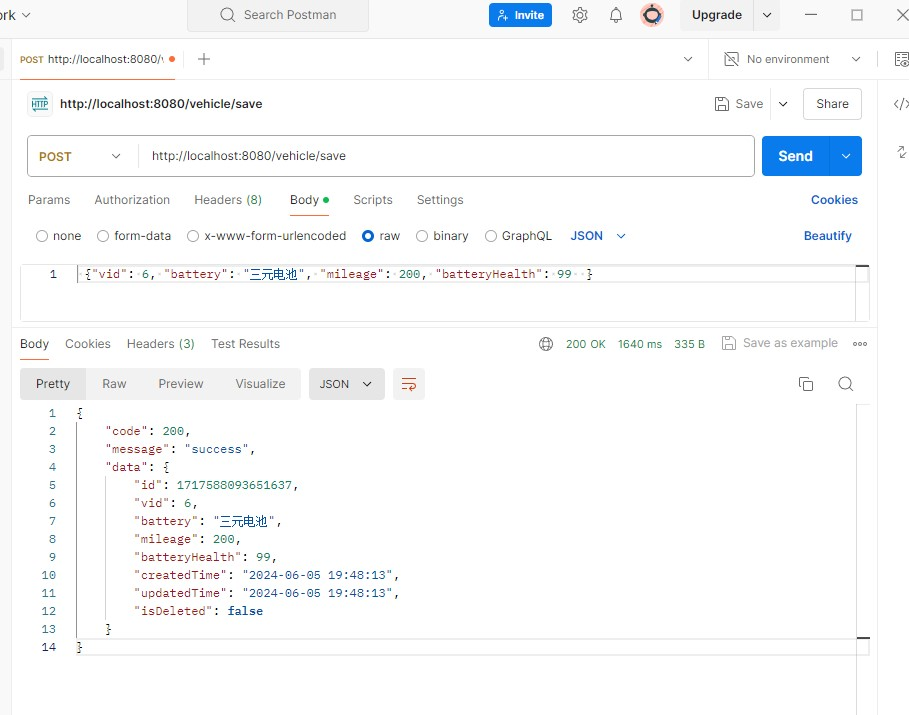 ork
Search Postman
Invite
Upgrade
POST http://localhost:8080/
No environment
HTTP http://localhost:8080/vehicle/save
Save
Share
POST
http://localhost:8080/vehicle/save
Send
Params
Authorization
Headers (8)
Body
Scripts
Settings
Cookies
none
form-data
x-www-form-urlencoded
raw
binary
GraphQL
JSON
Beautify
1 {"vid": 6, "battery": "三元电池", "mileage": 200, "batteryHealth": 99 }
Body
Cookies
Headers (3)
Test Results
200 OK
1640 ms
335 B
Save as example
Pretty
Raw
Preview
Visualize
JSON
1 {
2 "code": 200,
3 "message": "success",
4 "data": {
5 "id": 1717588093651637,
6 "vid": 6,
7 "battery": "三元电池",
8 "mileage": 200,
9 "batteryHealth": 99,
10 "createdTime": "2024-06-05 19:48:13",
11 "updatedTime": "2024-06-05 19:48:13",
12 "isDeleted": false
13 }
14 }